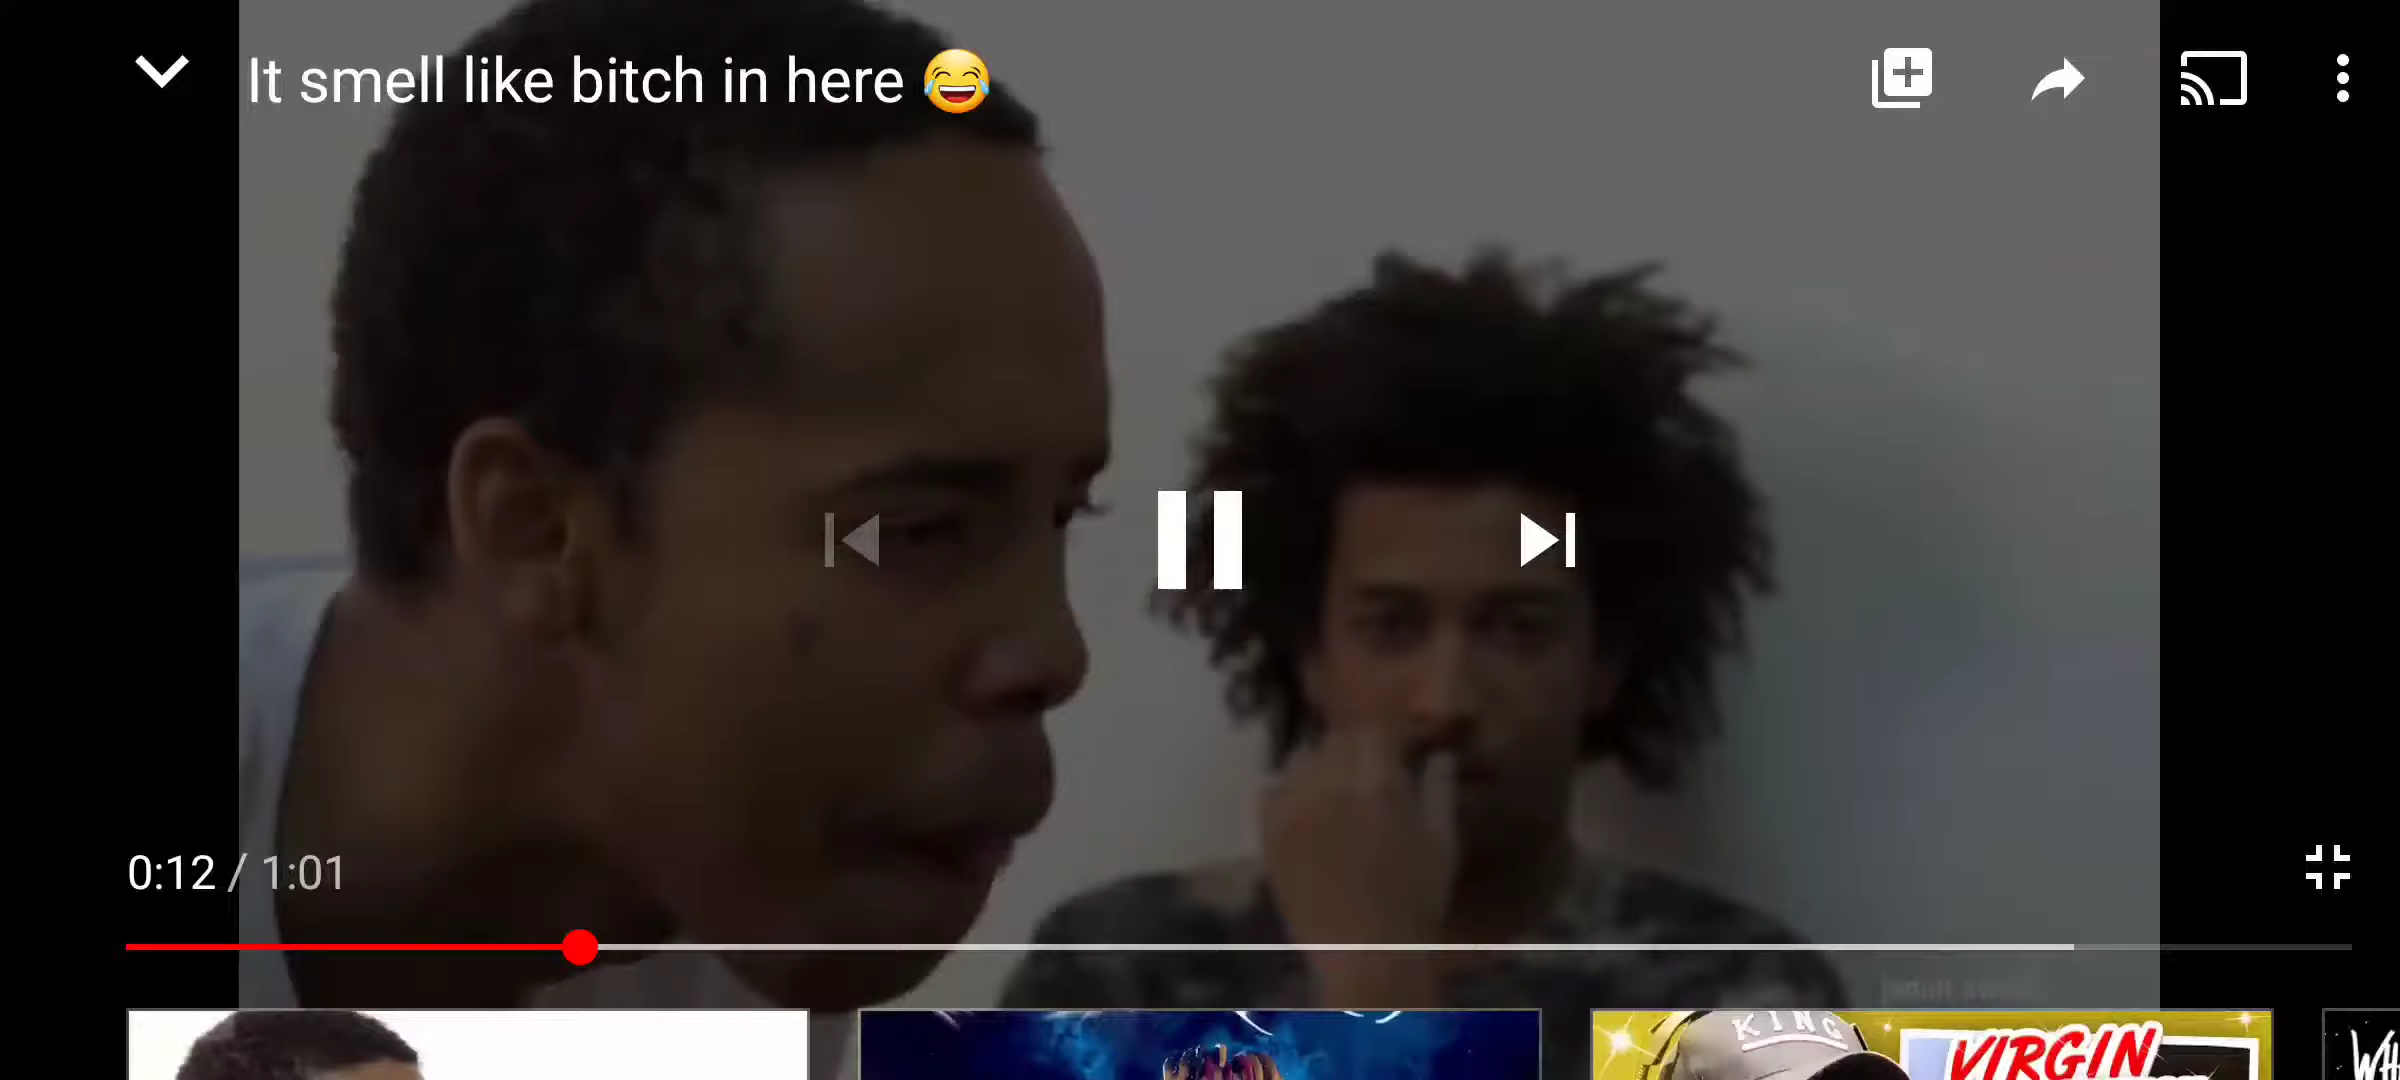 It smell like bitch in here 😂
0:12 / 1:01
KING
VIRGIN